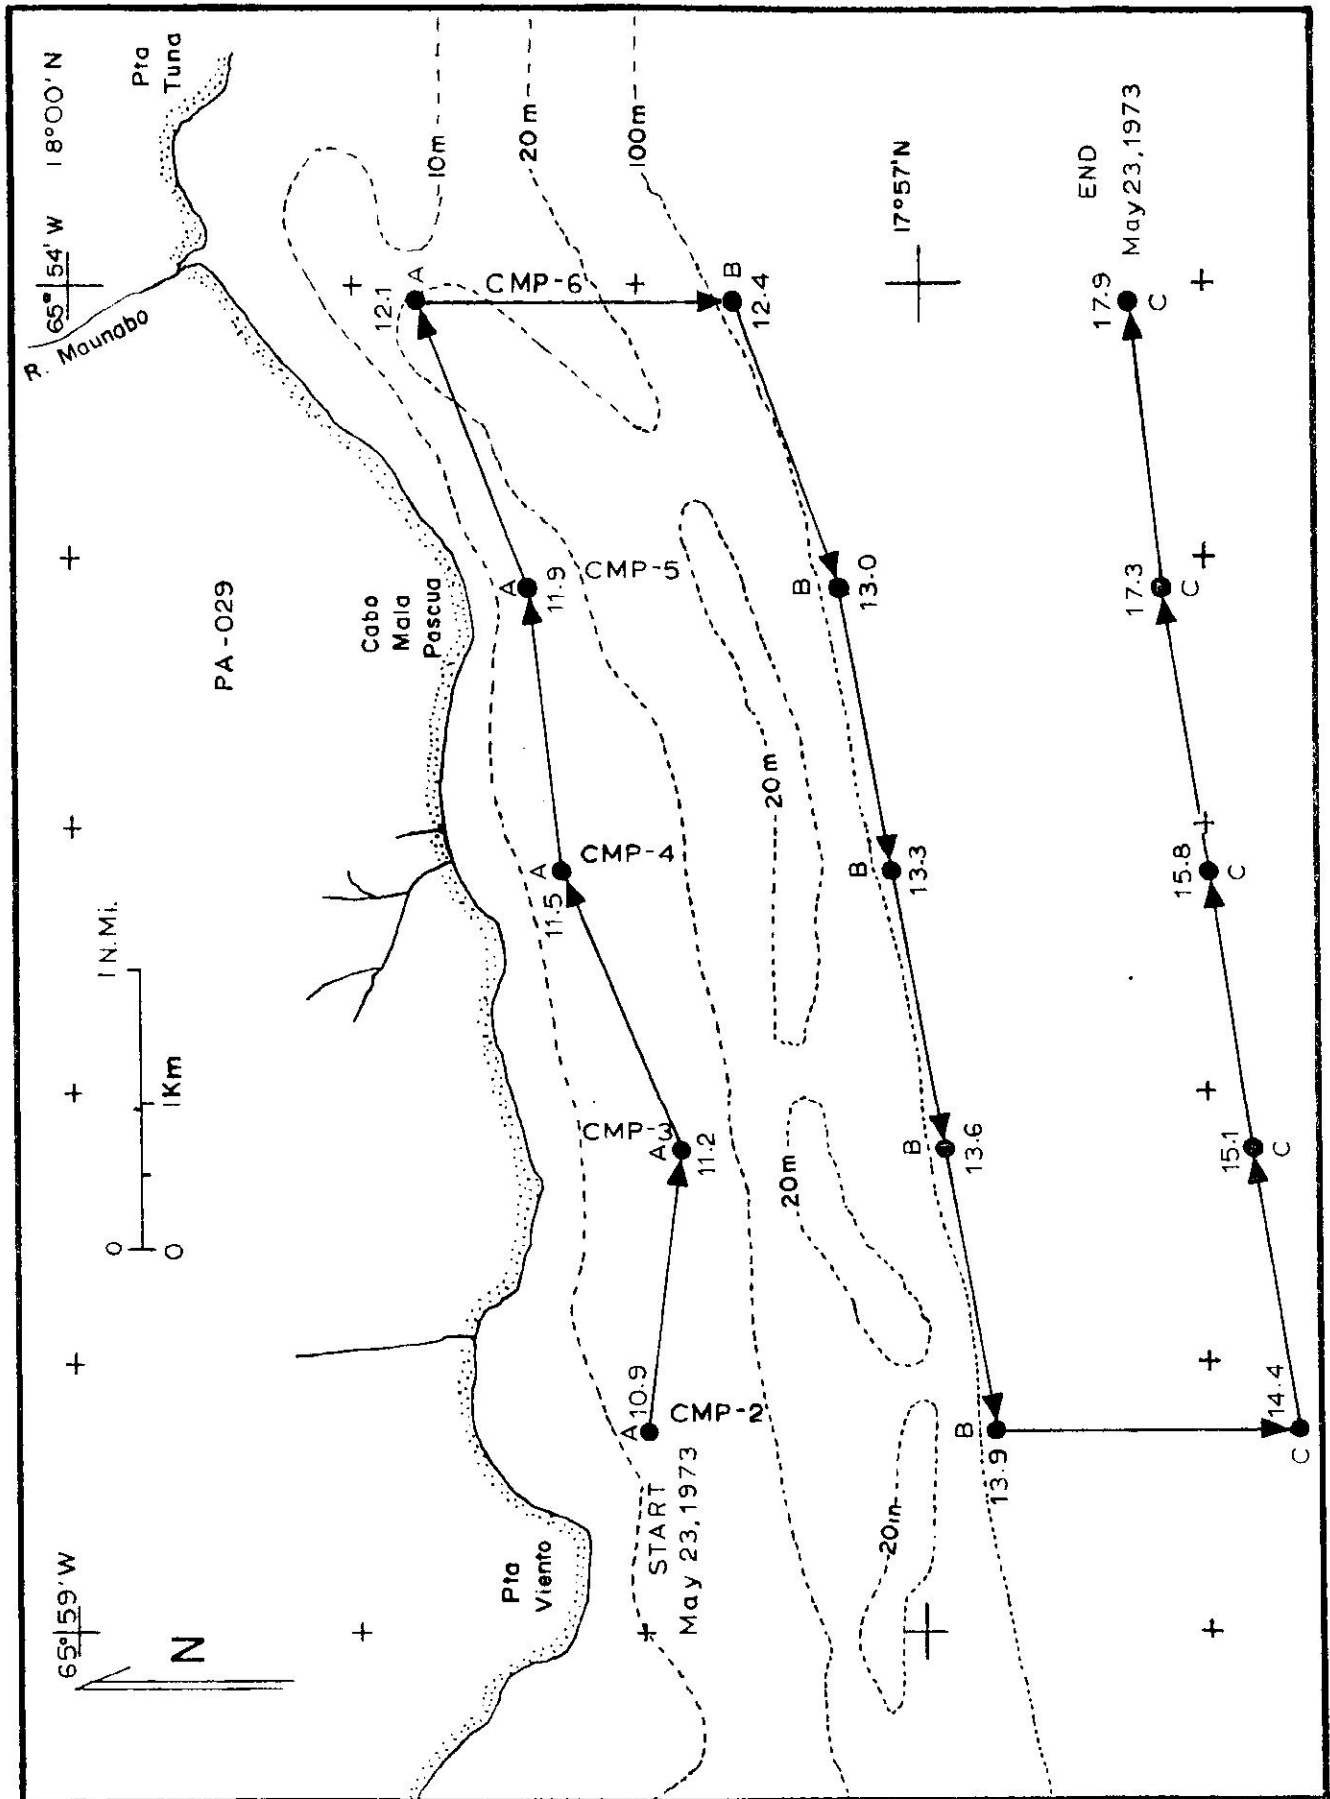 65°59'W
65° 54' W 18°00' N
N
0 1 N.Mi.
0 1Km
R. Maunabo
Pta
Tuna
PA-029
Cabo
Mala
Pascua
Pta
Viento
10m
20m
100m
20m
20m
20m
17°57'N
START
May 23, 1973
A 10.9
CMP-2
CMP-3
A
11.2
11.5 A
CMP-4
A
11.9
CMP-5
12.1 A
CMP-6
B
12.4
B
13.0
B
13.3
B
13.6
B
13.9
14.4
C
15.1
C
15.8
C
17.3
C
17.9
C
END
May 23, 1973